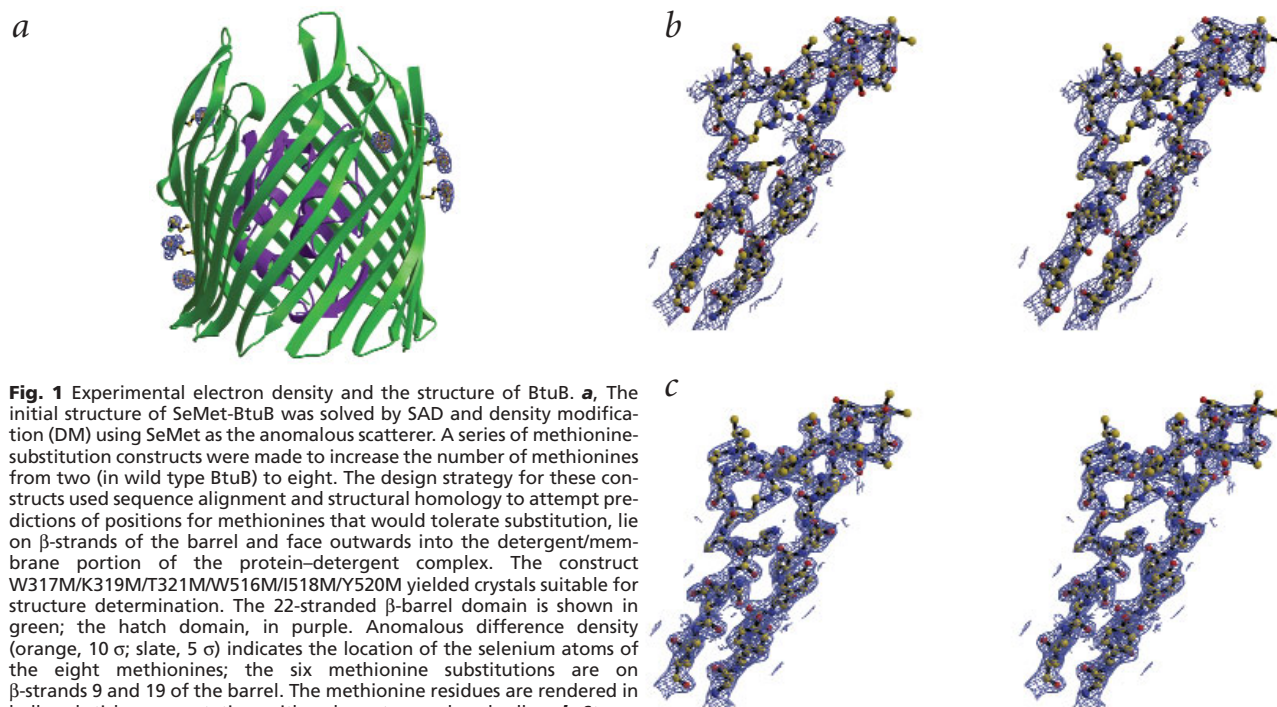 a
b
c
Fig. 1 Experimental electron density and the structure of BtuB. a, The
initial structure of SeMet-BtuB was solved by SAD and density modifica-
tion (DM) using SeMet as the anomalous scatterer. A series of methionine-
substitution constructs were made to increase the number of methionines
from two (in wild type BtuB) to eight. The design strategy for these con-
structs used sequence alignment and structural homology to attempt pre-
dictions of positions for methionines that would tolerate substitution, lie
on β-strands of the barrel and face outwards into the detergent/mem-
brane portion of the protein–detergent complex. The construct
W317M/K319M/T321M/W516M/I518M/Y520M yielded crystals suitable for
structure determination. The 22-stranded β-barrel domain is shown in
green; the hatch domain, in purple. Anomalous difference density
(orange, 10 σ; slate, 5 σ) indicates the location of the selenium atoms of
the eight methionines; the six methionine substitutions are on
β-strands 9 and 19 of the barrel. The methionine residues are rendered in